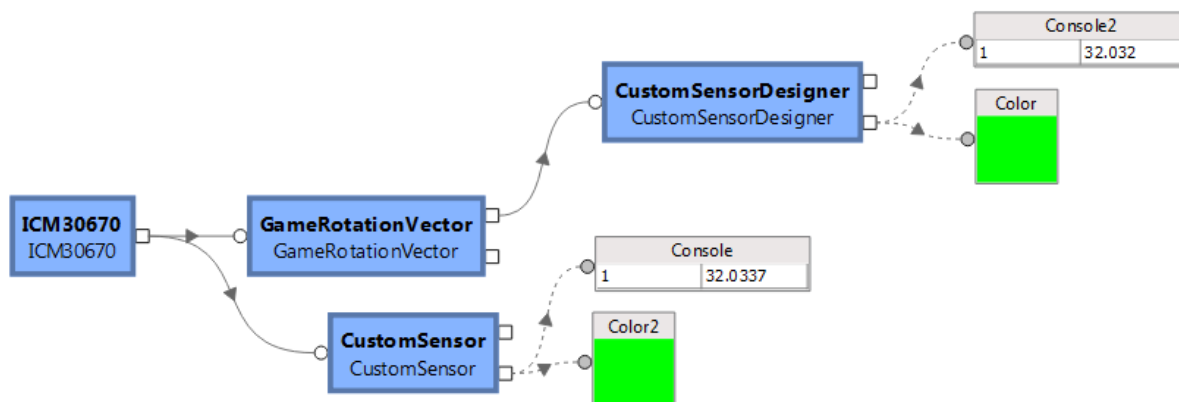 Console2
1 32.032
CustomSensorDesigner
CustomSensorDesigner
Color
ICM30670
ICM30670
GameRotationVector
GameRotationVector
Console
1 32.0337
CustomSensor
CustomSensor
Color2